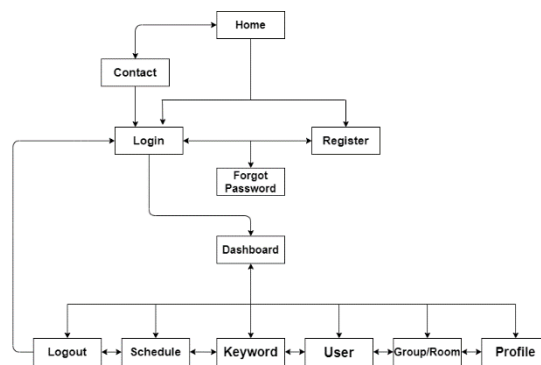 Home
Contact
Login
Register
Forgot
Password
Dashboard
Logout
Schedule
Keyword
User
Group/Room
Profile